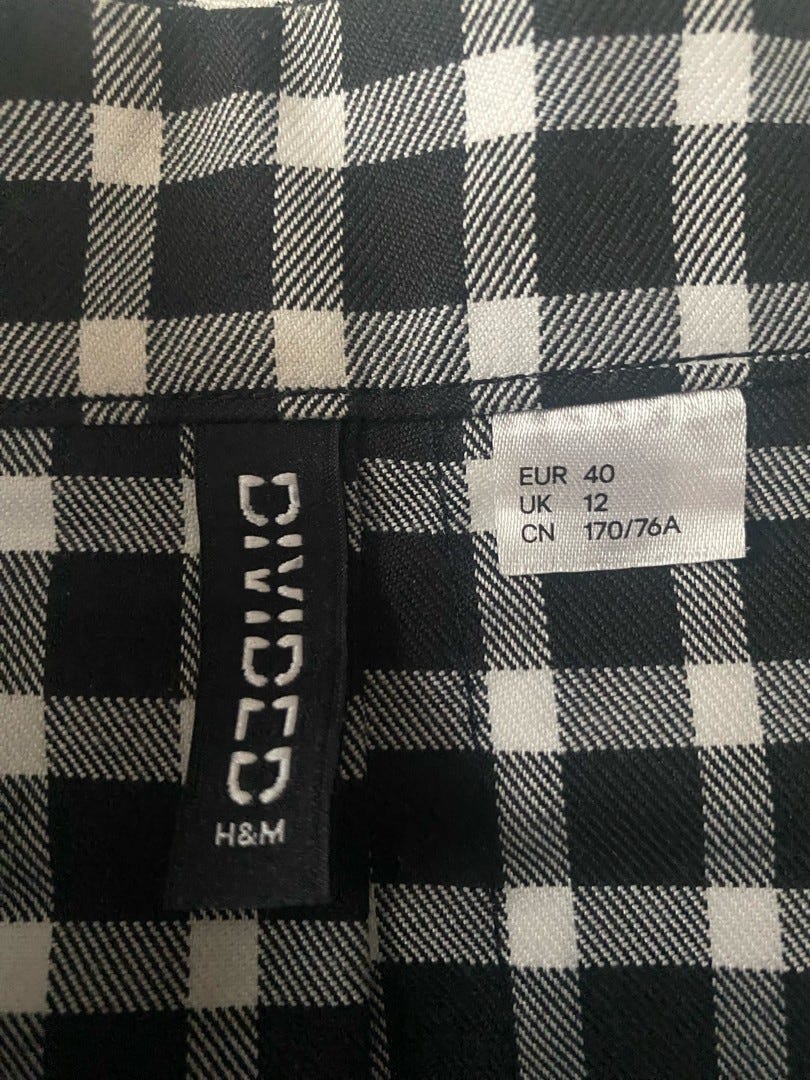 DIVIDED
H&M
EUR 40
UK 12
CN 170/76A